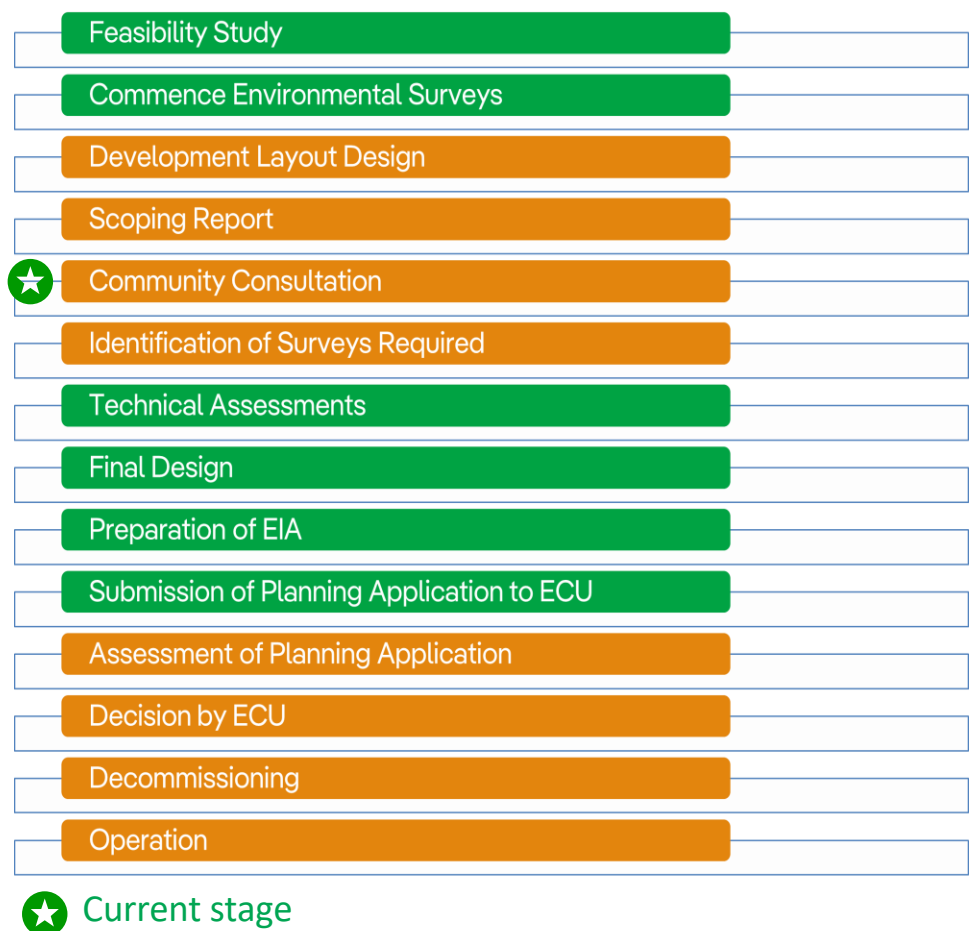 Feasibility Study
Commence Environmental Surveys
Development Layout Design
Scoping Report
Community Consultation
Identification of Surveys Required
Technical Assessments
Final Design
Preparation of EIA
Submission of Planning Application to ECU
Assessment of Planning Application
Decision by ECU
Decommissioning
Operation
Current stage